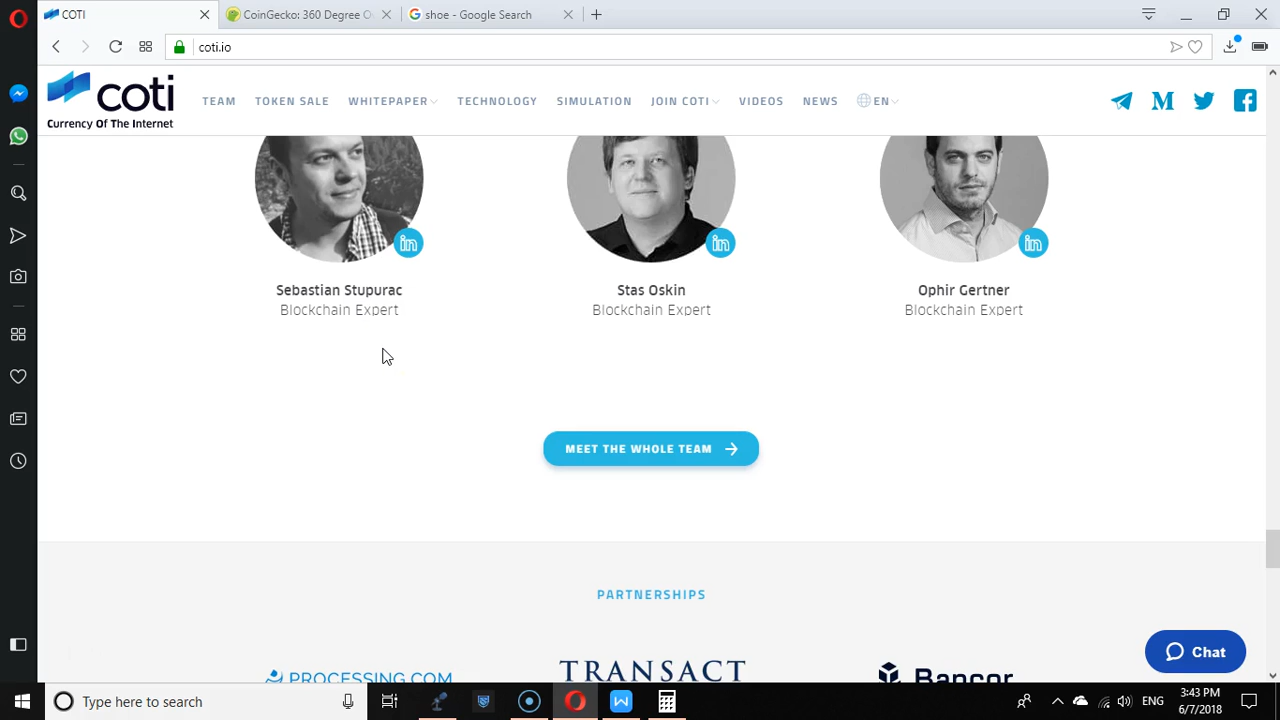 COTI
CoinGecko: 360 Degree O
shoe - Google Search
coti.io
coti
Currency Of The Internet
TEAM
TOKEN SALE
WHITEPAPER
TECHNOLOGY
SIMULATION
JOIN COTI
VIDEOS
NEWS
EN
in
in
in
Sebastian Stupurac
Blockchain Expert
Stas Oskin
Blockchain Expert
Ophir Gertner
Blockchain Expert
MEET THE WHOLE TEAM
PARTNERSHIPS
PROCESSING.COM
TRANSACT
Bancor
Chat
Type here to search
ENG
3:43 PM
6/7/2018